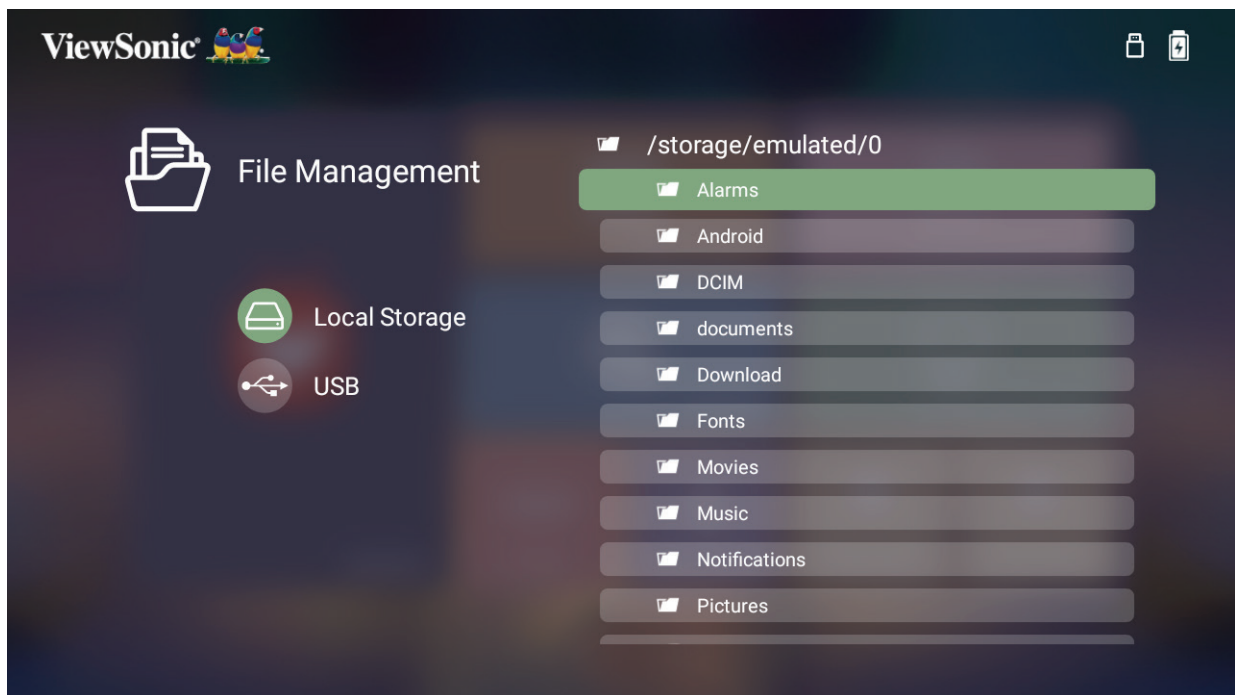 ViewSonic®
File Management
Local Storage
USB
/storage/emulated/0
Alarms
Android
DCIM
documents
Download
Fonts
Movies
Music
Notifications
Pictures